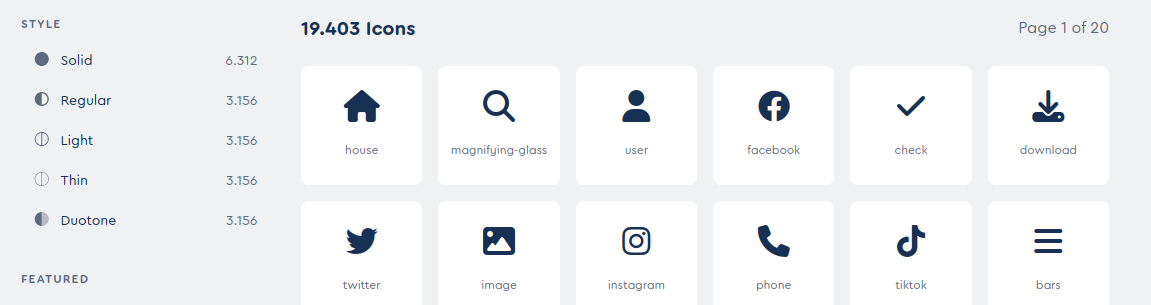 STYLE
Solid 6.312
Regular 3.156
Light 3.156
Thin 3.156
Duotone 3.156
FEATURED
19.403 Icons
Page 1 of 20
house
magnifying-glass
user
facebook
check
download
twitter
image
instagram
phone
tiktok
bars